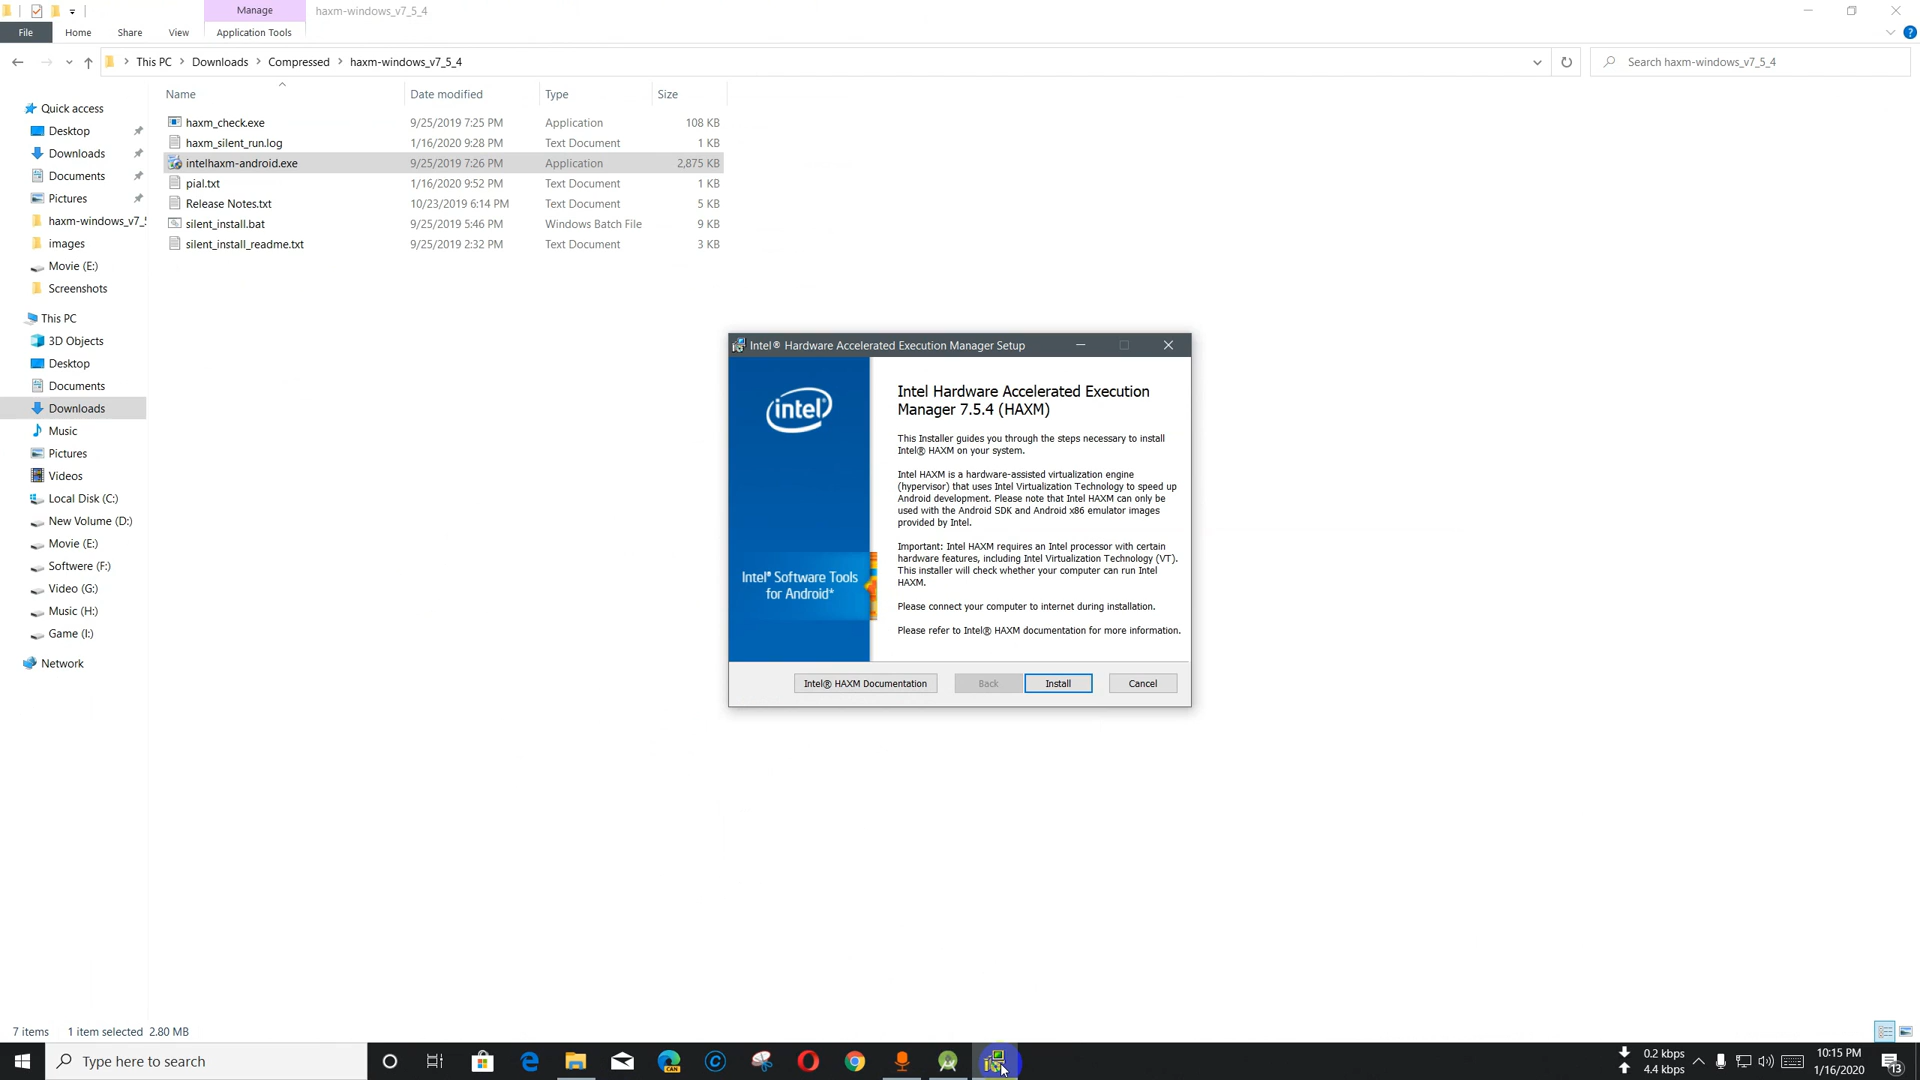 Manage
haxm-windows_v7_5_4
File
Home
Share
View
Application Tools
This PC
Downloads
Compressed
haxm-windows_v7_5_4
Search haxm-windows_v7_5_4
Name
Date modified
Type
Size
Quick access
Desktop
Downloads
Documents
Pictures
haxm-windows_v7_5
images
Movie (E:)
Screenshots
This PC
3D Objects
Desktop
Documents
Downloads
Music
Pictures
Videos
Local Disk (C:)
New Volume (D:)
Movie (E:)
Softwere (F:)
Video (G:)
Music (H:)
Game (I:)
Network
haxm_check.exe 9/25/2019 7:25 PM Application 108 KB
haxm_silent_run.log 1/16/2020 9:28 PM Text Document 1 KB
intelhaxm-android.exe 9/25/2019 7:26 PM Application 2,875 KB
pial.txt 1/16/2020 9:52 PM Text Document 1 KB
Release Notes.txt 10/23/2019 6:14 PM Text Document 5 KB
silent_install.bat 9/25/2019 5:46 PM Windows Batch File 9 KB
silent_install_readme.txt 9/25/2019 2:32 PM Text Document 3 KB
Intel® Hardware Accelerated Execution Manager Setup
intel
Intel® Software Tools
for Android*
Intel Hardware Accelerated Execution
Manager 7.5.4 (HAXM)
This Installer guides you through the steps necessary to install
Intel® HAXM on your system.
Intel HAXM is a hardware-assisted virtualization engine
(hypervisor) that uses Intel Virtualization Technology to speed up
Android development. Please note that Intel HAXM can only be
used with the Android SDK and Android x86 emulator images
provided by Intel.
Important: Intel HAXM requires an Intel processor with certain
hardware features, including Intel Virtualization Technology (VT).
This installer will check whether your computer can run Intel
HAXM.
Please connect your computer to internet during installation.
Please refer to Intel® HAXM documentation for more information.
Intel® HAXM Documentation
Back
Install
Cancel
7 items
1 item selected 2.80 MB
Type here to search
CAN
0.2 kbps
4.4 kbps
10:15 PM
1/16/2020
13